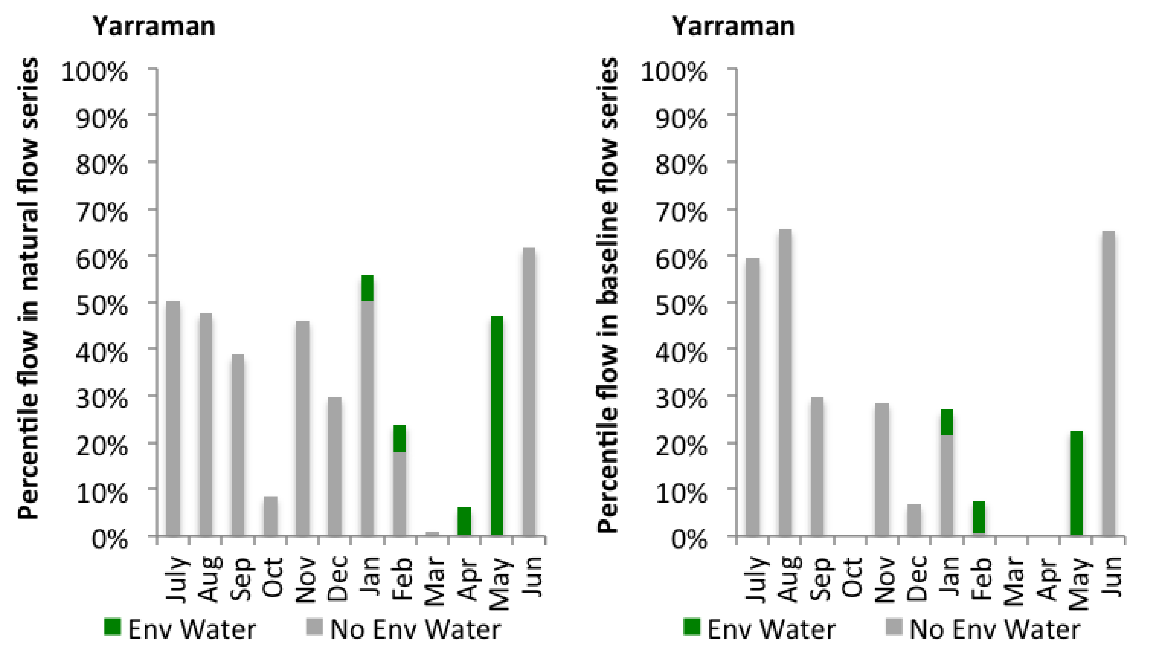 Yarraman
Percentile flow in natural flow series
100%
90%
80%
70%
60%
50%
40%
30%
20%
10%
0%
July
Aug
Sep
Oct
Nov
Dec
Jan
Feb
Mar
Apr
May
Jun
Env Water
No Env Water
Yarraman
Percentile flow in baseline flow series
100%
90%
80%
70%
60%
50%
40%
30%
20%
10%
0%
July
Aug
Sep
Oct
Nov
Dec
Jan
Feb
Mar
Apr
May
Jun
Env Water
No Env Water